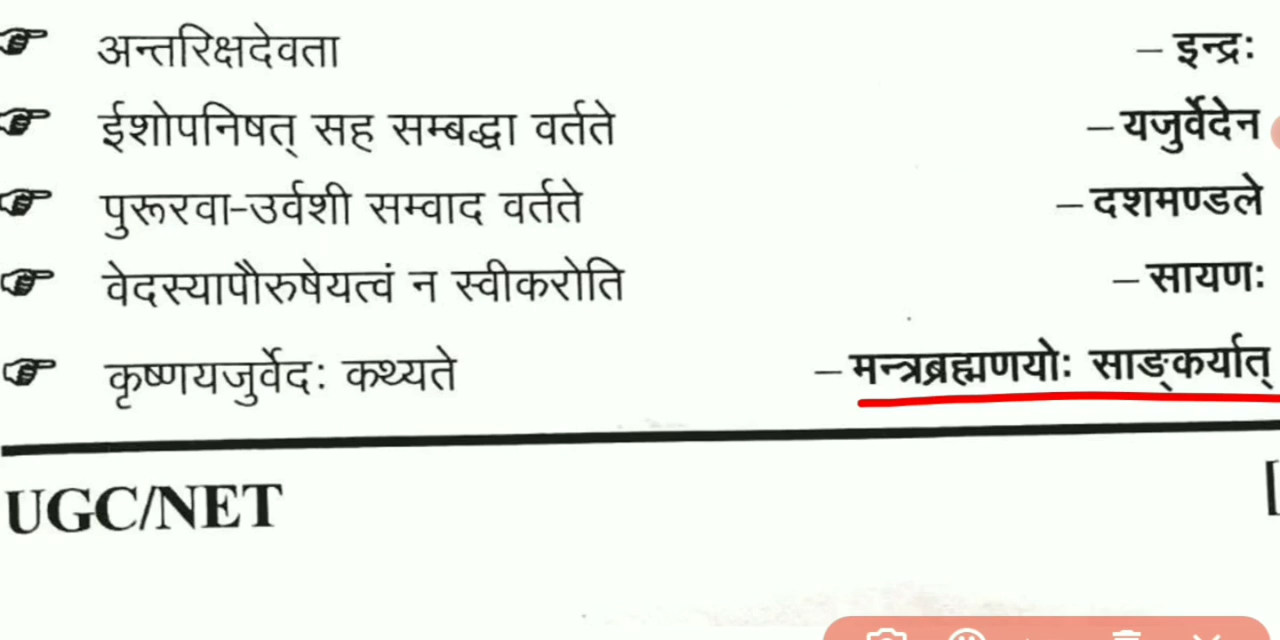 अन्तरिक्षदेवता – इन्द्रः
ईशोपनिषत् सह सम्बद्धा वर्तते – यजुर्वेदेन
पुरूरवा-उर्वशी सम्वाद वर्तते – दशमण्डले
वेदस्यापौरुषेयत्वं न स्वीकरोति – सायणः
कृष्णयजुर्वेदः कथ्यते – मन्त्रब्रह्मणयोः साङ्कर्यात्
UGC/NET [